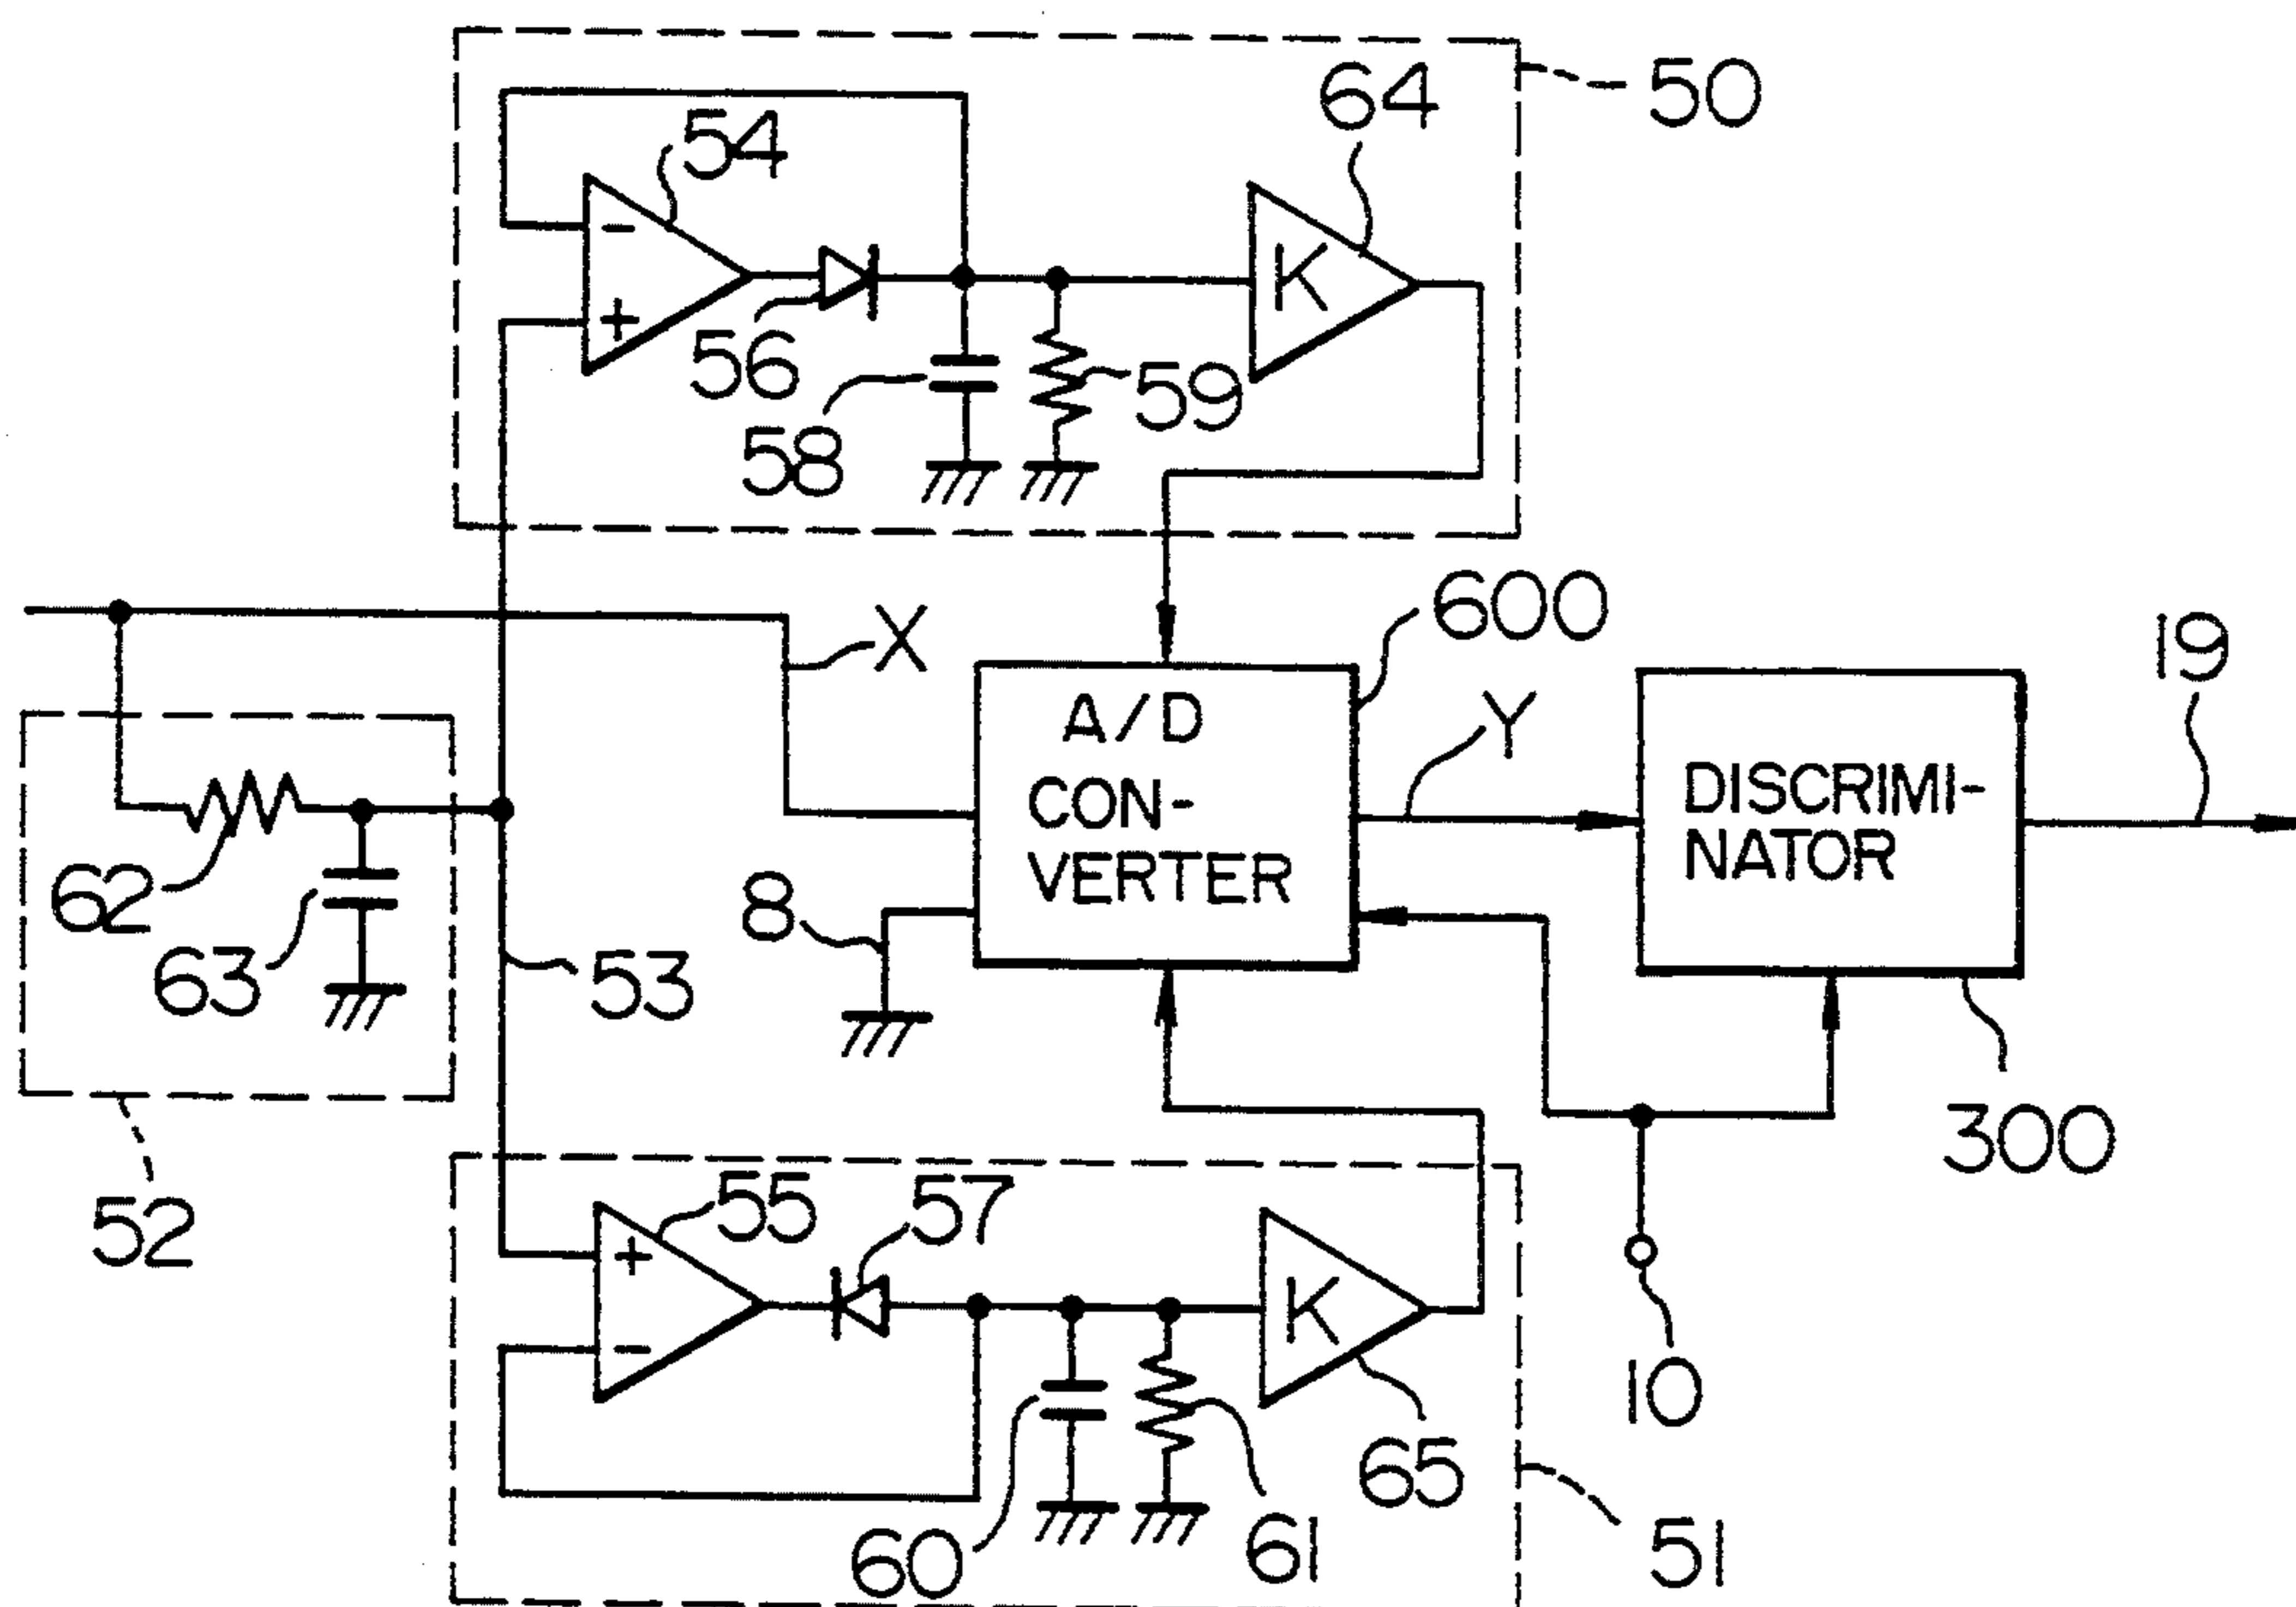 50
64
54
-
K
+
56
59
58
600
X
19
A/D
Y
CON-
DISCRIMI-
VERTER
NATOR
62
8
63
53
300
52
55
57
+
K
-
10
65
60
61
51